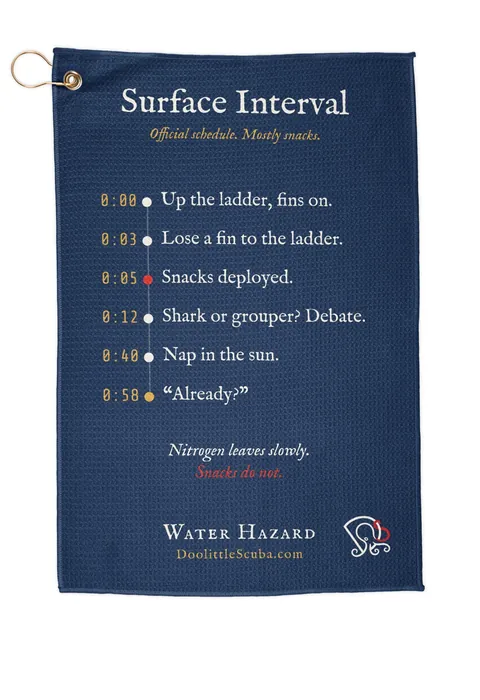 Surface Interval
Official schedule. Mostly snacks.
0:00 Up the ladder, fins on.
0:03 Lose a fin to the ladder.
0:05 Snacks deployed.
0:12 Shark or grouper? Debate.
0:40 Nap in the sun.
0:58 “Already?”
Nitrogen leaves slowly.
Snacks do not.
Water Hazard
DoolittleScuba.com